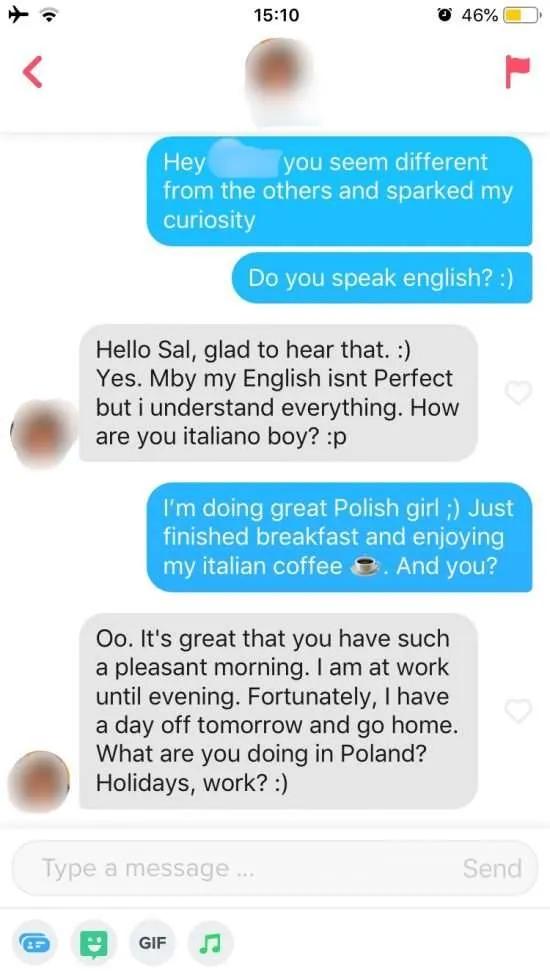 15:10
46%
Hey you seem different
from the others and sparked my
curiosity
Do you speak english? :)
Hello Sal, glad to hear that. :)
Yes. Mby my English isnt Perfect
but i understand everything. How
are you italiano boy? :p
I'm doing great Polish girl ;) Just
finished breakfast and enjoying
my italian coffee ☕. And you?
Oo. It's great that you have such
a pleasant morning. I am at work
until evening. Fortunately, I have
a day off tomorrow and go home.
What are you doing in Poland?
Holidays, work? :)
Type a message ...
Send
GIF